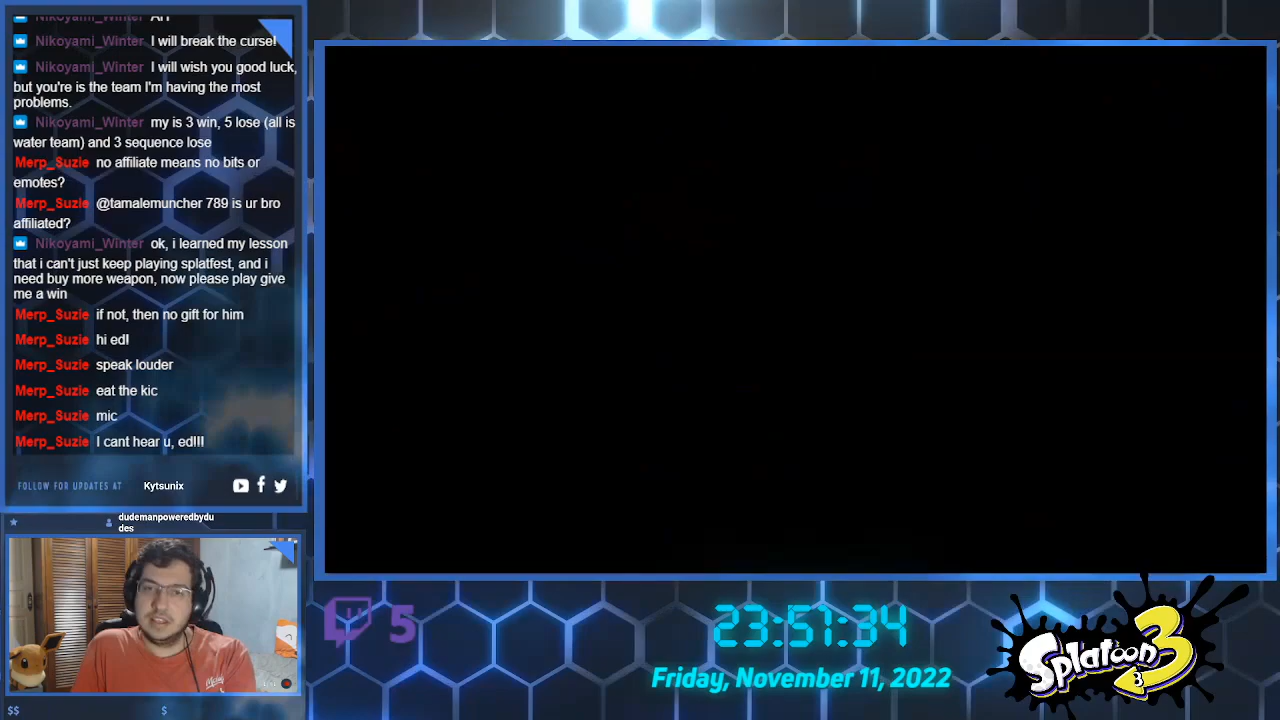 Nikoyami_Winter
Nikoyami_Winter I will break the curse!
Nikoyami_Winter I will wish you good luck,
but you're is the team I'm having the most
problems.
Nikoyami_Winter my is 3 win, 5 lose (all is
water team) and 3 sequence lose
Merp_Suzie no affiliate means no bits or
emotes?
Merp_Suzie @tamalemuncher 789 is ur bro
affiliated?
Nikoyami_Winter ok, i learned my lesson
that i can't just keep playing splatfest, and i
need buy more weapon, now please play give
me a win
Merp_Suzie if not, then no gift for him
Merp_Suzie hi ed!
Merp_Suzie speak louder
Merp_Suzie eat the kic
Merp_Suzie mic
Merp_Suzie I cant hear u, ed!!!
FOLLOW FOR UPDATES AT Kytsunix
dudemanpoweredbydu
des
5
23:51:34
Friday, November 11, 2022
Splatoon 3
$$ $